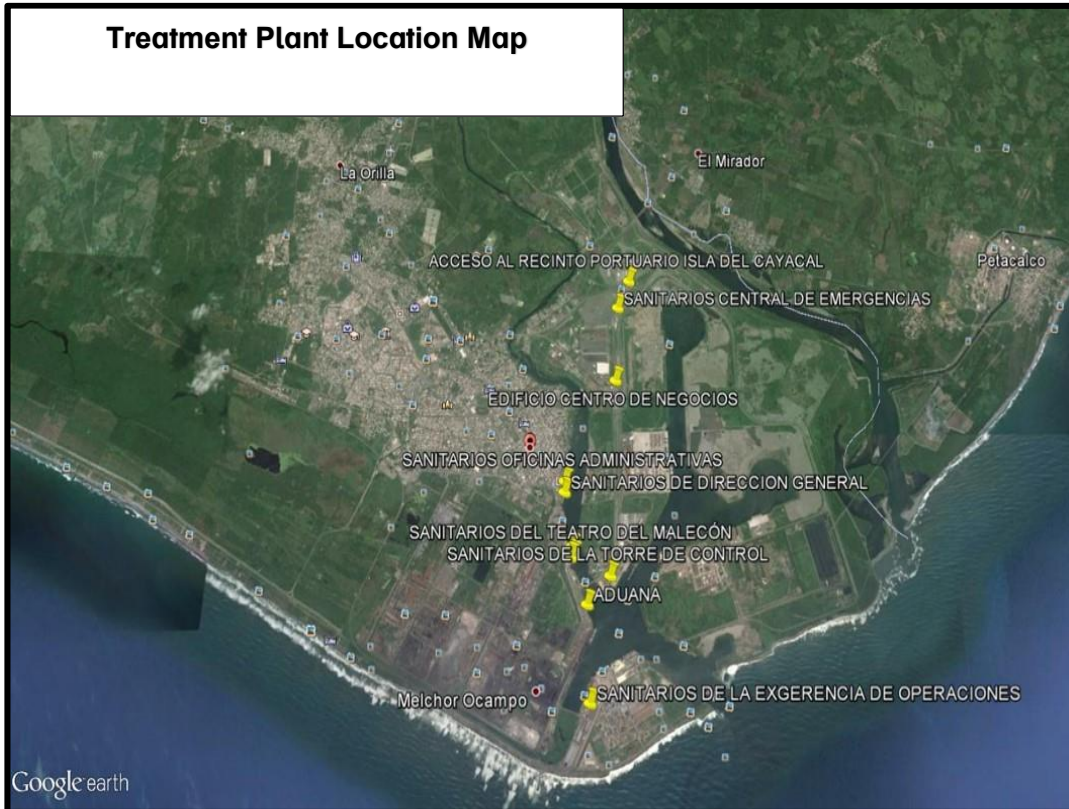 Treatment Plant Location Map
La Orilla
El Mirador
ACCESO AL RECINTO PORTUARIO ISLA DEL CAYACAL
Petacalco
SANITARIOS CENTRAL DE EMERGENCIAS
EDIFICIO CENTRO DE NEGOCIOS
SANITARIOS OFICINAS ADMINISTRATIVAS
SANITARIOS DE DIRECCION GENERAL
SANITARIOS DEL TEATRO DEL MALECÓN
SANITARIOS DE LA TORRE DE CONTROL
ADUANA
SANITARIOS DE LA EXGERENCIA DE OPERACIONES
Melchor Ocampo
Google earth